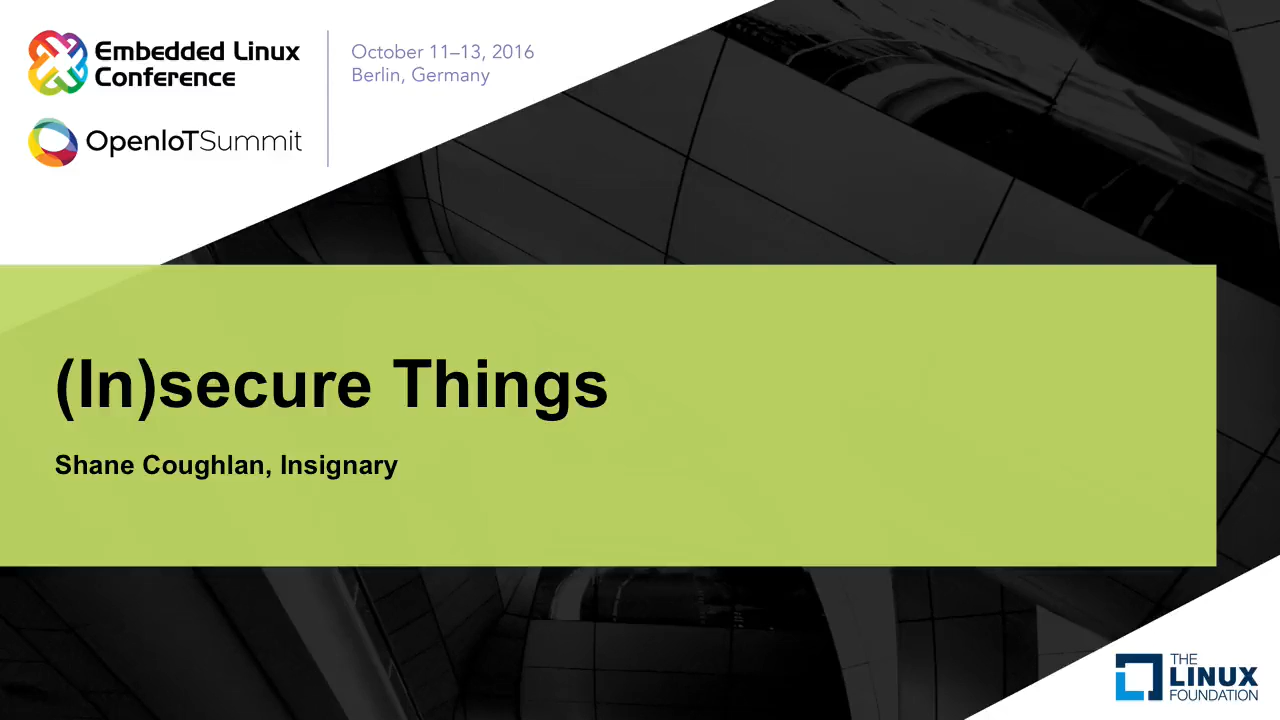 Embedded Linux
Conference
OpenIoTSummit
October 11–13, 2016
Berlin, Germany
(In)secure Things
Shane Coughlan, Insignary
THE
LINUX
FOUNDATION